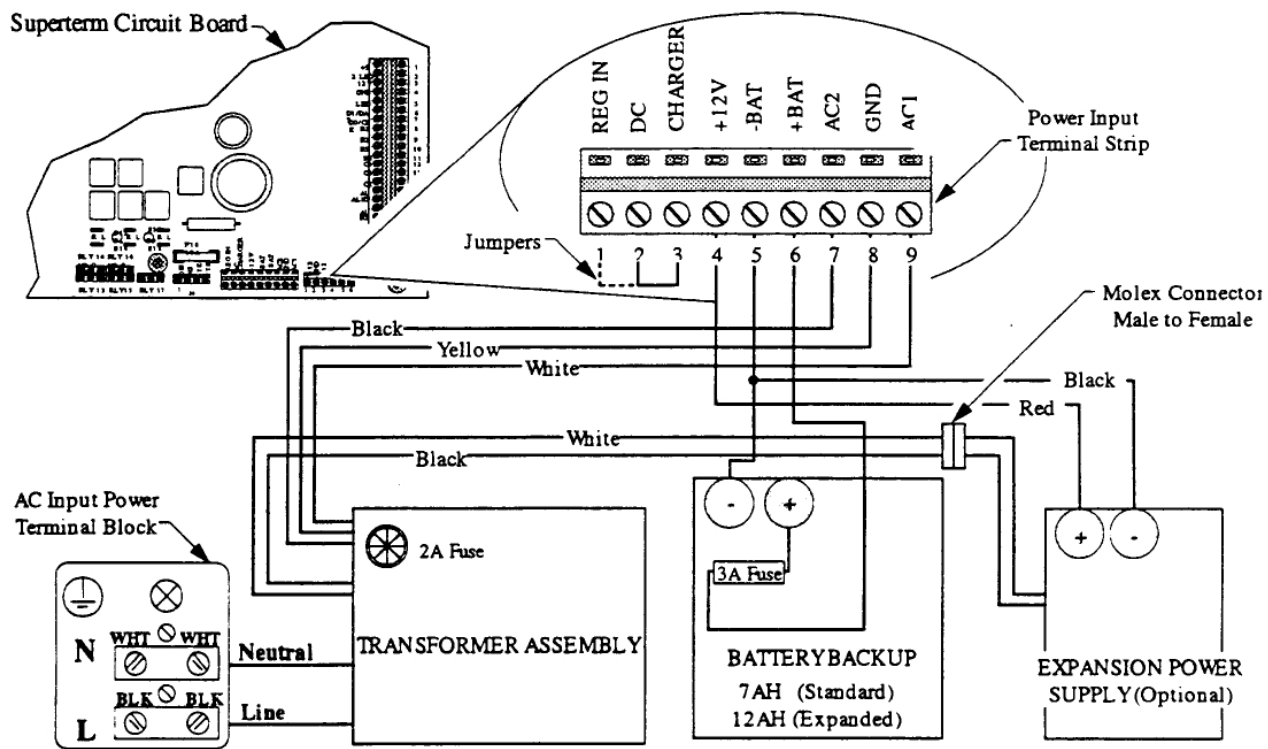 Superterm Circuit Board
REG IN
DC
CHARGER
+12V
-BAT
+BAT
AC2
GND
AC1
Power Input
Terminal Strip
Jumpers
1 2 3 4 5 6 7 8 9
Molex Connector
Male to Female
Black
Yellow
White
Black
Red
White
Black
AC Input Power
Terminal Block
2A Fuse
- +
3A Fuse
+ -
N
WHT WHT
Neutral
TRANSFORMER ASSEMBLY
BATTERY BACKUP
7AH (Standard)
12AH (Expanded)
EXPANSION POWER
SUPPLY (Optional)
L
BLK BLK
Line